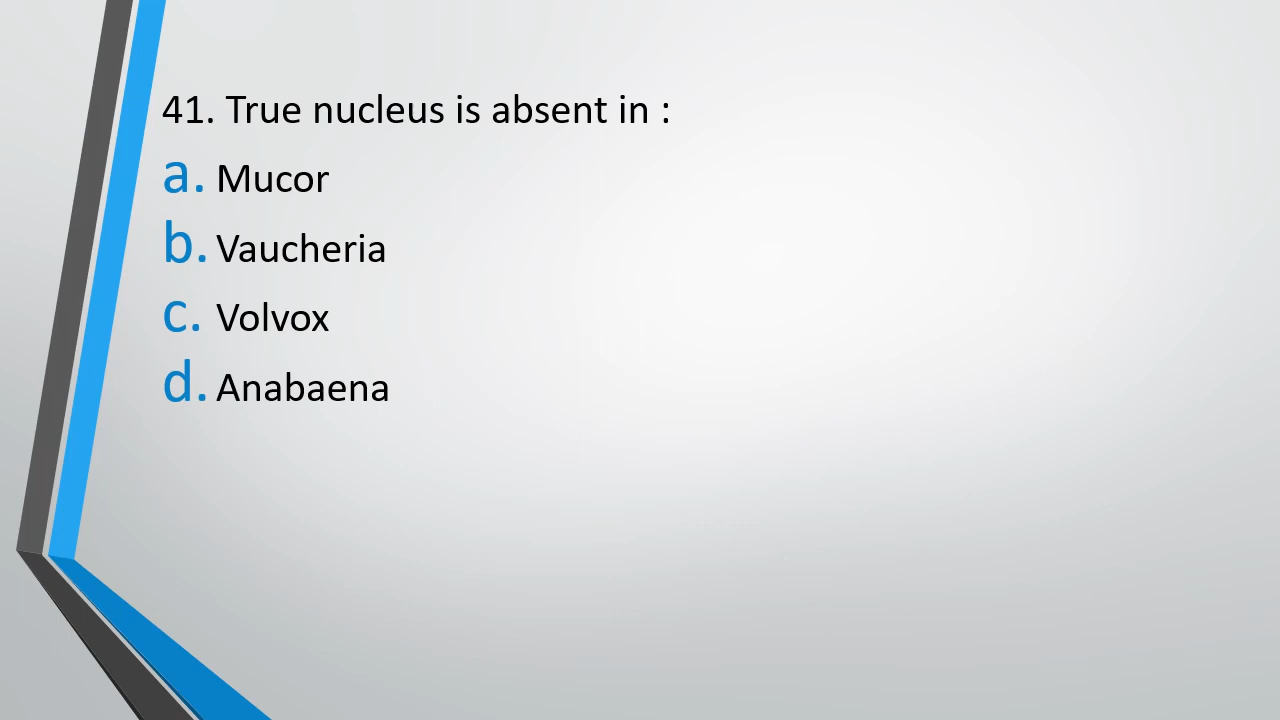 41. True nucleus is absent in :
a. Mucor
b. Vaucheria
c. Volvox
d. Anabaena